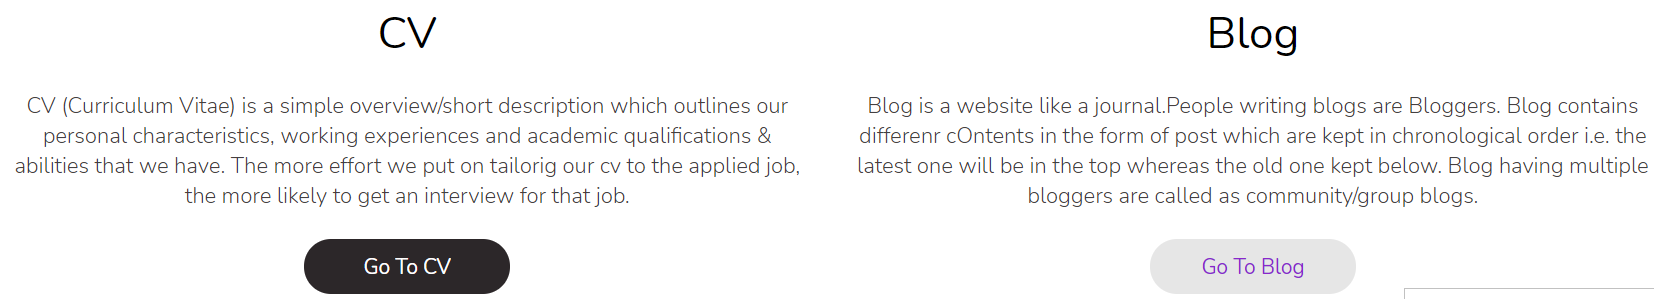 CV
CV (Curriculum Vitae) is a simple overview/short description which outlines our
personal characteristics, working experiences and academic qualifications &
abilities that we have. The more effort we put on tailorig our cv to the applied job,
the more likely to get an interview for that job.
Go To CV
Blog
Blog is a website like a journal.People writing blogs are Bloggers. Blog contains
differenr cOntents in the form of post which are kept in chronological order i.e. the
latest one will be in the top whereas the old one kept below. Blog having multiple
bloggers are called as community/group blogs.
Go To Blog